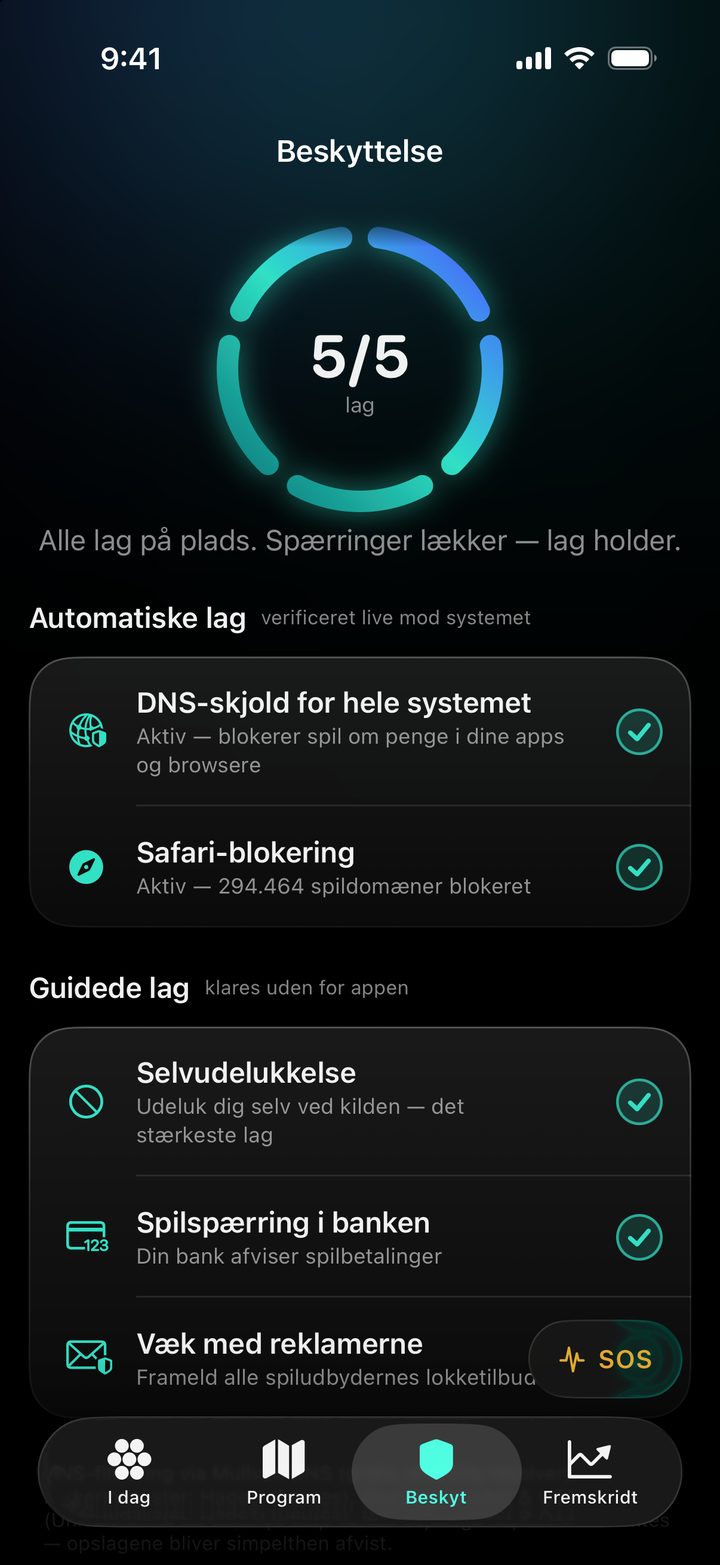 9:41
Beskyttelse
5/5
lag
Alle lag på plads. Spærringer lækker — lag holder.
Automatiske lag verificeret live mod systemet
DNS-skjold for hele systemet
Aktiv — blokerer spil om penge i dine apps
og browsere
Safari-blokering
Aktiv — 294.464 spildomæner blokeret
Guidede lag klares uden for appen
Selvudelukkelse
Udeluk dig selv ved kilden — det
stærkeste lag
Spilspærring i banken
123
Din bank afviser spilbetalinger
Væk med reklamerne
Frameld alle spiludbydernes lokketilbud
SOS
I dag
Program
Beskyt
Fremskridt
— opslagene bliver simpelthen afvist.